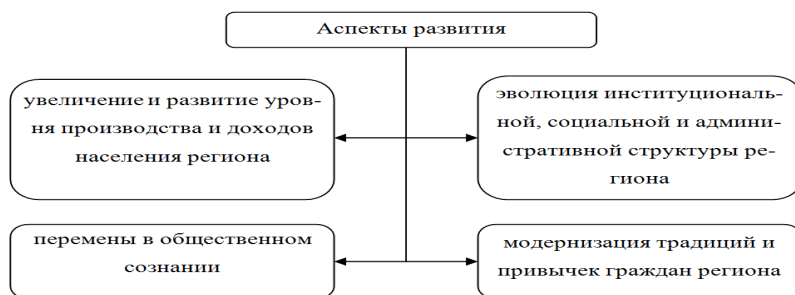 Аспекты развития
увеличение и развитие уров-
ня производства и доходов
населения региона
эволюция институциональ-
ной, социальной и админи-
стративной структуры ре-
гиона
перемены в общественном
сознании
модернизация традиций и
привычек граждан региона